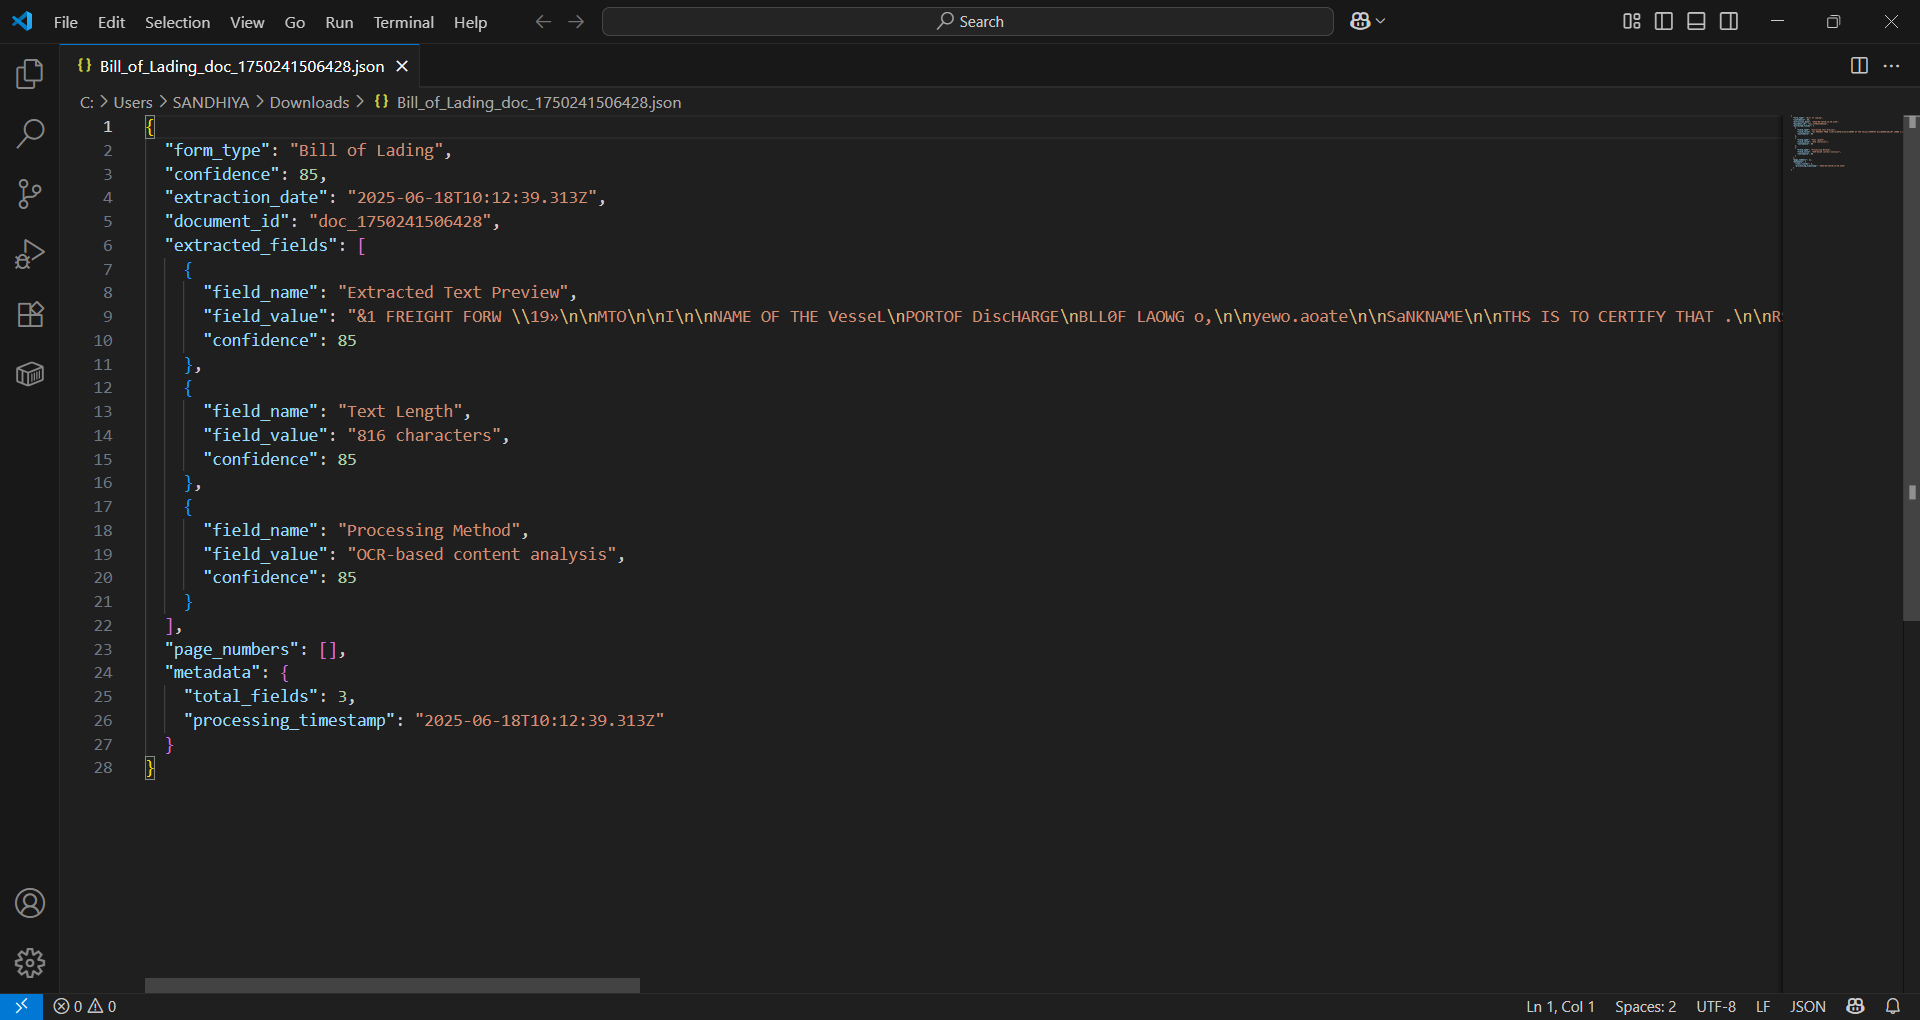 File Edit Selection View Go Run Terminal Help
Search
{} Bill_of_Lading_doc_1750241506428.json
C: > Users > SANDHIYA > Downloads > {} Bill_of_Lading_doc_1750241506428.json
1 {
2 "form_type": "Bill of Lading",
3 "confidence": 85,
4 "extraction_date": "2025-06-18T10:12:39.313Z",
5 "document_id": "doc_1750241506428",
6 "extracted_fields": [
7 {
8 "field_name": "Extracted Text Preview",
9 "field_value": "&1 FREIGHT FORW \\19»\n\nMTO\n\nI\n\nNAME OF THE VesseL\nPORTOF DiscHARGE\nBLL0F LAOWG o,\n\nyewo.aoate\n\nSaNKNAME\n\nTHS IS TO CERTIFY THAT .\n\nR
10 "confidence": 85
11 },
12 {
13 "field_name": "Text Length",
14 "field_value": "816 characters",
15 "confidence": 85
16 },
17 {
18 "field_name": "Processing Method",
19 "field_value": "OCR-based content analysis",
20 "confidence": 85
21 }
22 ],
23 "page_numbers": [],
24 "metadata": {
25 "total_fields": 3,
26 "processing_timestamp": "2025-06-18T10:12:39.313Z"
27 }
28 }
0 0 Ln 1, Col 1 Spaces: 2 UTF-8 LF JSON